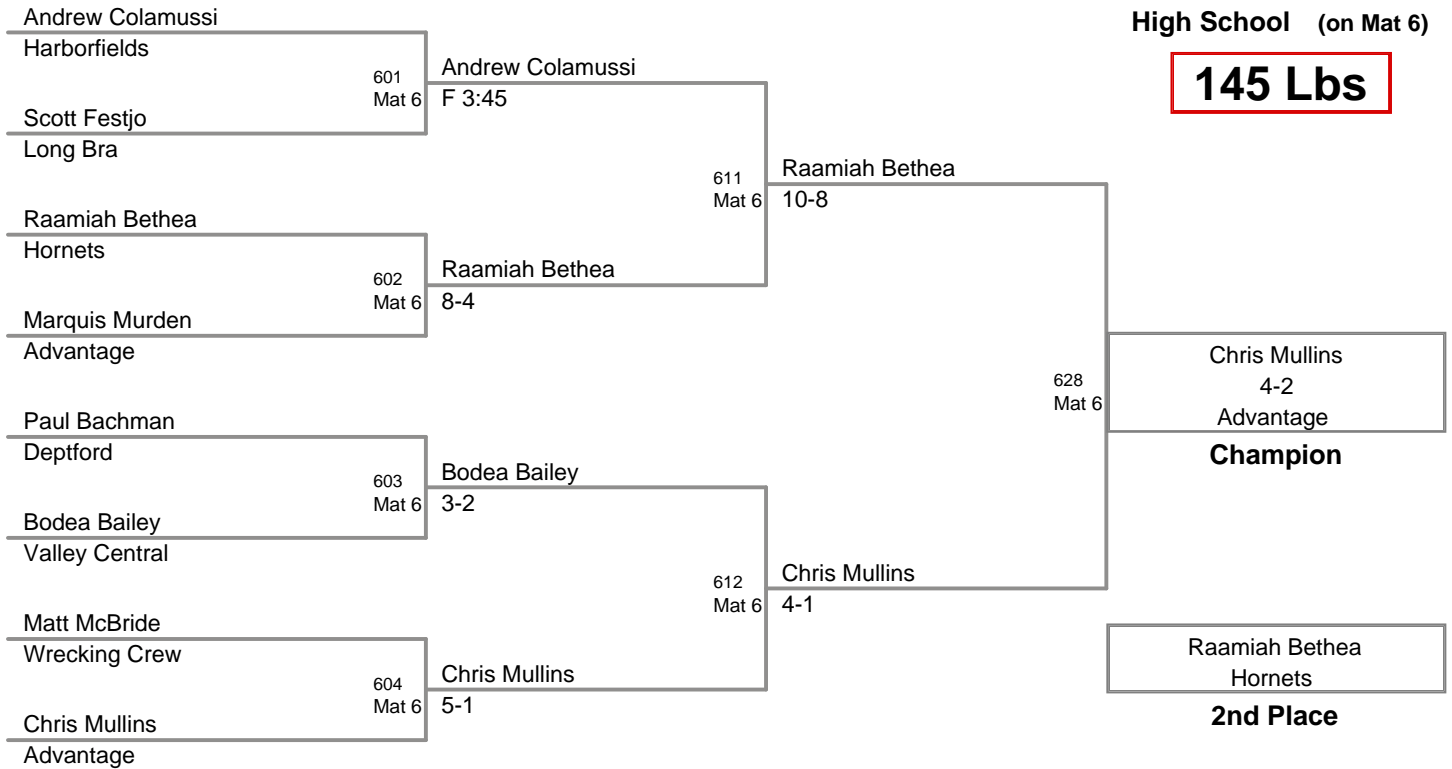 High School (on Mat 6)
145 Lbs
Andrew Colamussi
Harborfields
601
Mat 6
Andrew Colamussi
F 3:45
Scott Festjo
Long Bra
611
Mat 6
Raamiah Bethea
10-8
Raamiah Bethea
Hornets
602
Mat 6
Raamiah Bethea
8-4
Marquis Murden
Advantage
628
Mat 6
Chris Mullins
4-2
Advantage
Champion
Paul Bachman
Deptford
603
Mat 6
Bodea Bailey
3-2
Bodea Bailey
Valley Central
612
Mat 6
Chris Mullins
4-1
Matt McBride
Wrecking Crew
604
Mat 6
Chris Mullins
5-1
Chris Mullins
Advantage
Raamiah Bethea
Hornets
2nd Place